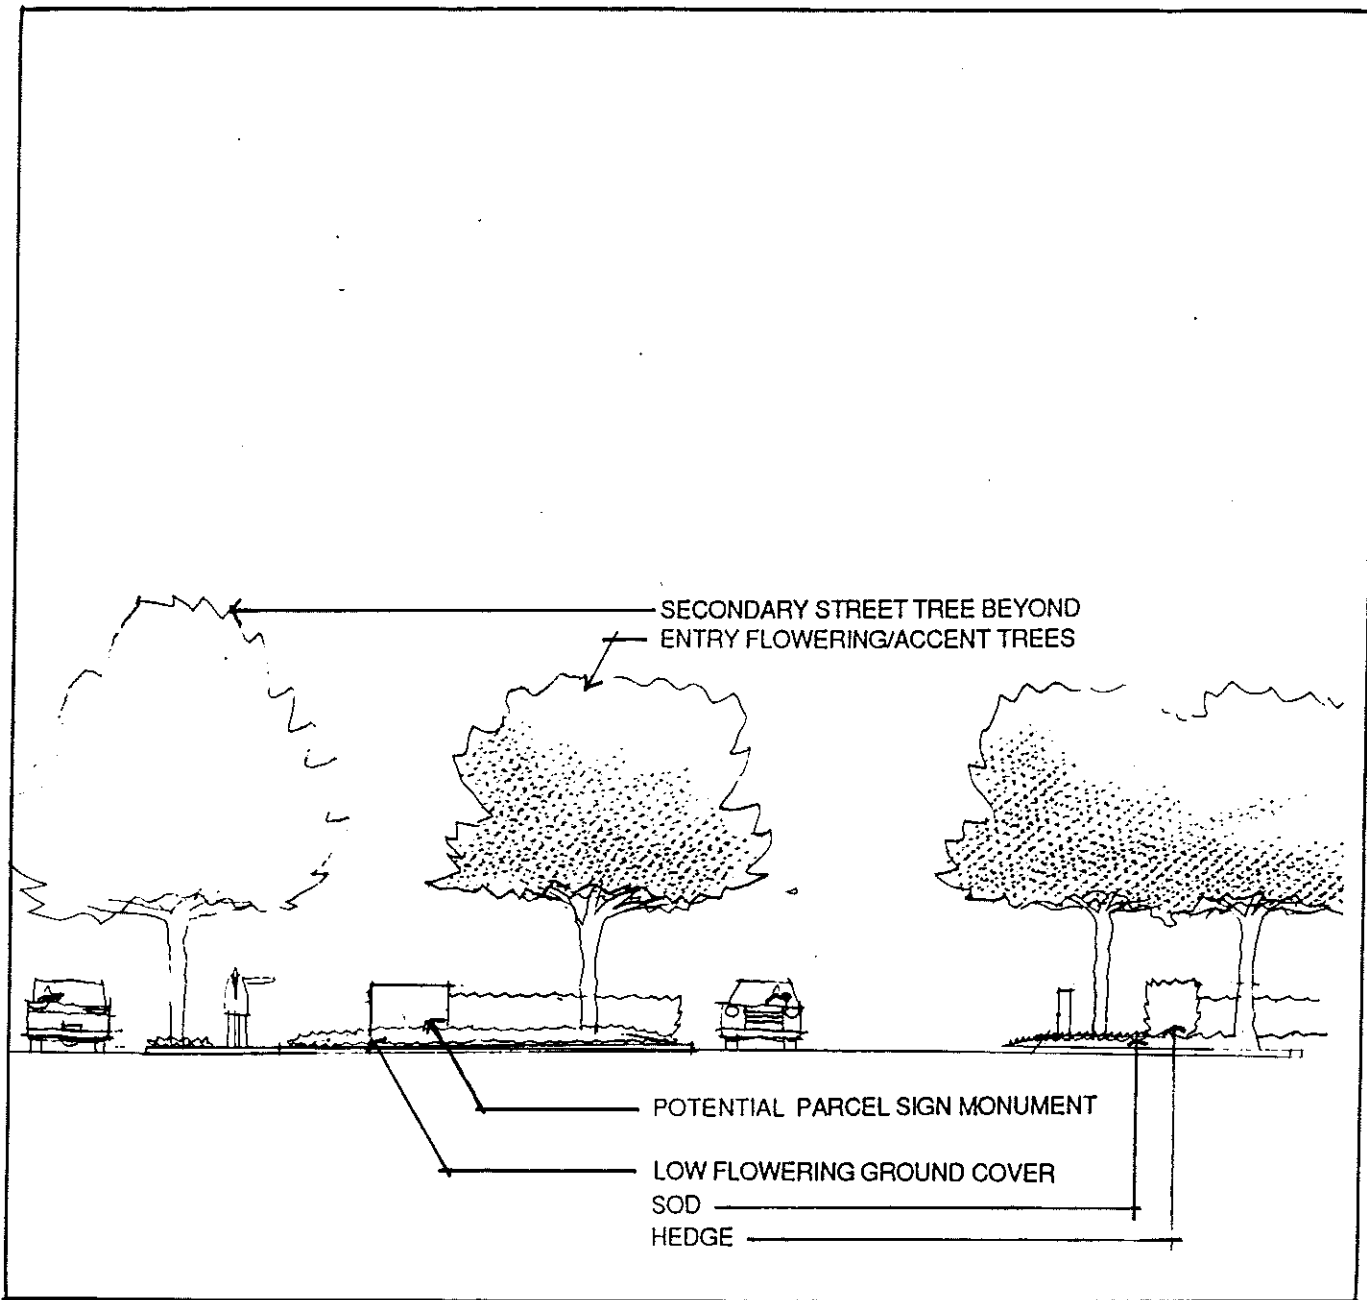 SECONDARY STREET TREE BEYOND
ENTRY FLOWERING/ACCENT TREES
POTENTIAL PARCEL SIGN MONUMENT
LOW FLOWERING GROUND COVER
SOD
HEDGE